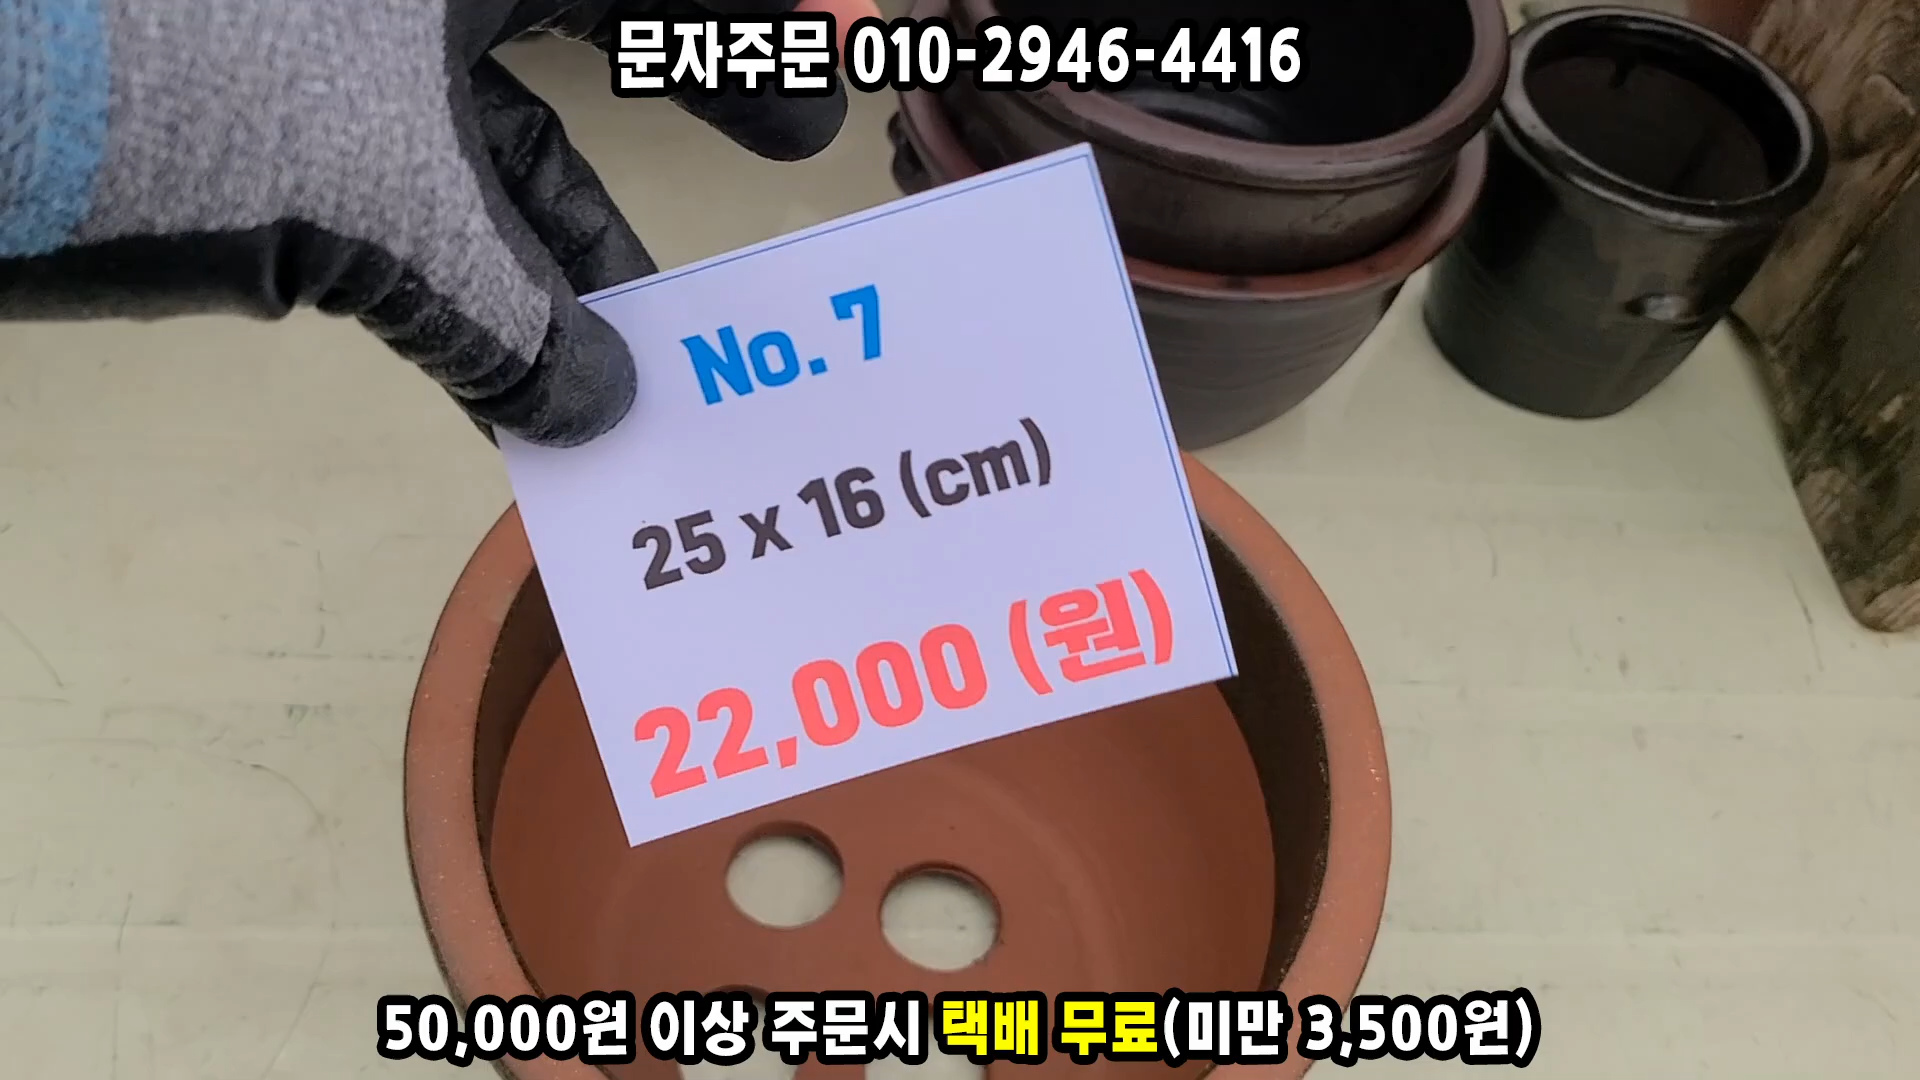 문자주문 010-2946-4416
No. 7
25 x 16 (cm)
22,000 (원)
50,000원 이상 주문시 택배 무료(미만 3,500원)